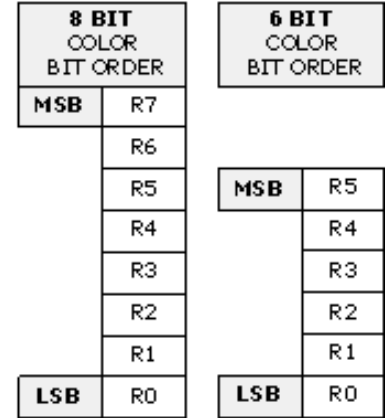 8 BIT
COLOR
BIT ORDER
MSB R7
R6
R5
R4
R3
R2
R1
LSB R0
6 BIT
COLOR
BIT ORDER
MSB R5
R4
R3
R2
R1
LSB R0